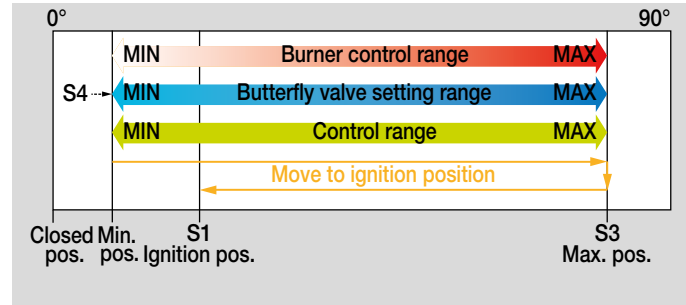 0° 90°
MIN Burner control range MAX
S4 MIN Butterfly valve setting range MAX
MIN Control range MAX
Move to ignition position
Closed pos.
Min. pos.
S1
Ignition pos.
S3
Max. pos.